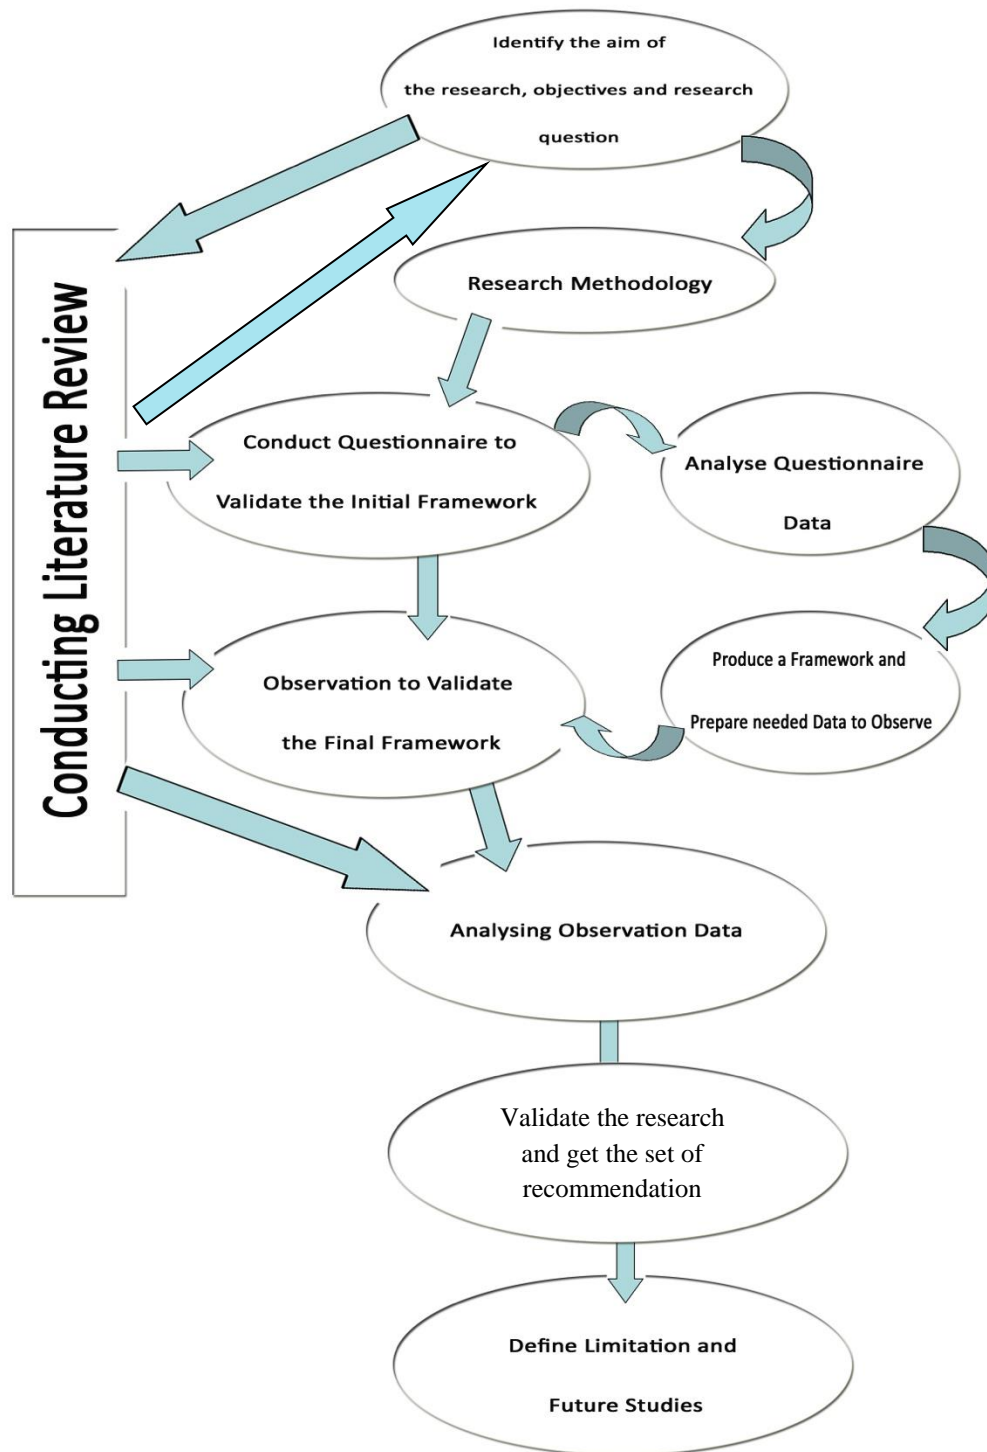 Identify the aim of
the research, objectives and research
question
Research Methodology
Conducting Literature Review
Conduct Questionnaire to
Validate the Initial Framework
Analyse Questionnaire
Data
Observation to Validate
the Final Framework
Produce a Framework and
Prepare needed Data to Observe
Analysing Observation Data
Validate the research
and get the set of
recommendation
Define Limitation and
Future Studies